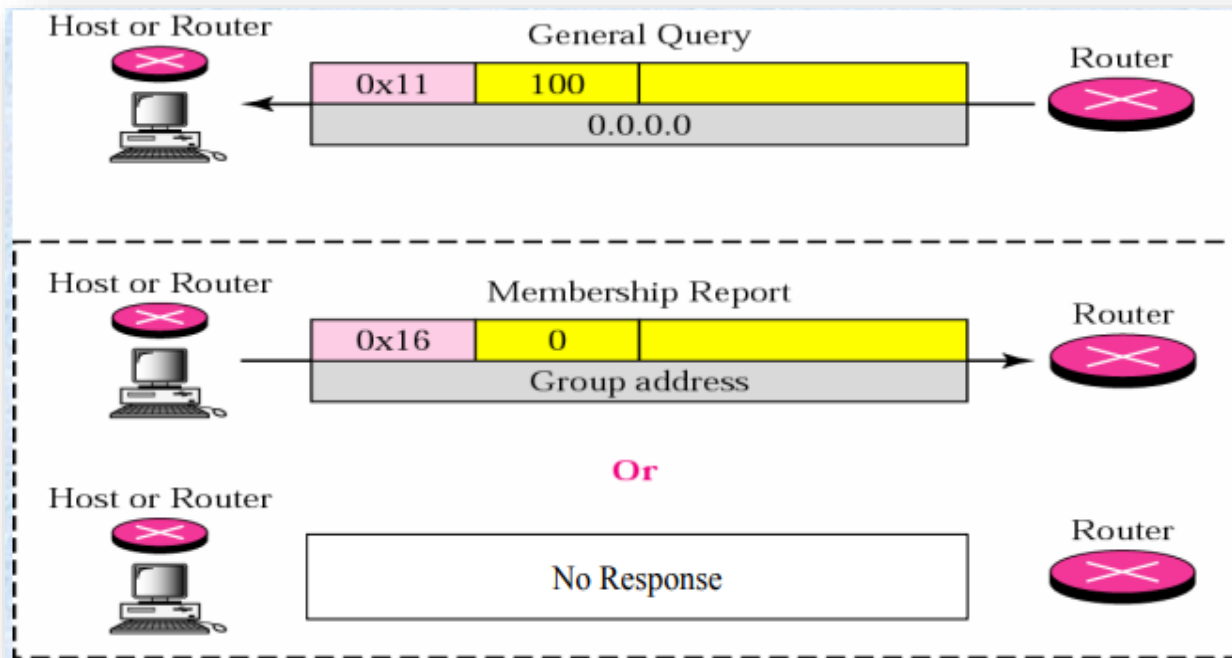 Host or Router
General Query
Router
0x11 100
0.0.0.0
Host or Router
Membership Report
Router
0x16 0
Group address
Or
Host or Router
Router
No Response